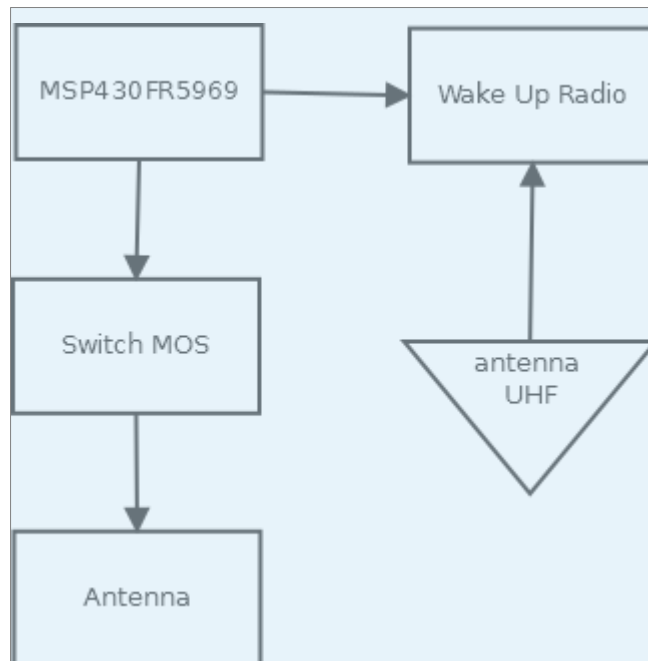 MSP430FR5969
Wake Up Radio
Switch MOS
antenna
UHF
Antenna